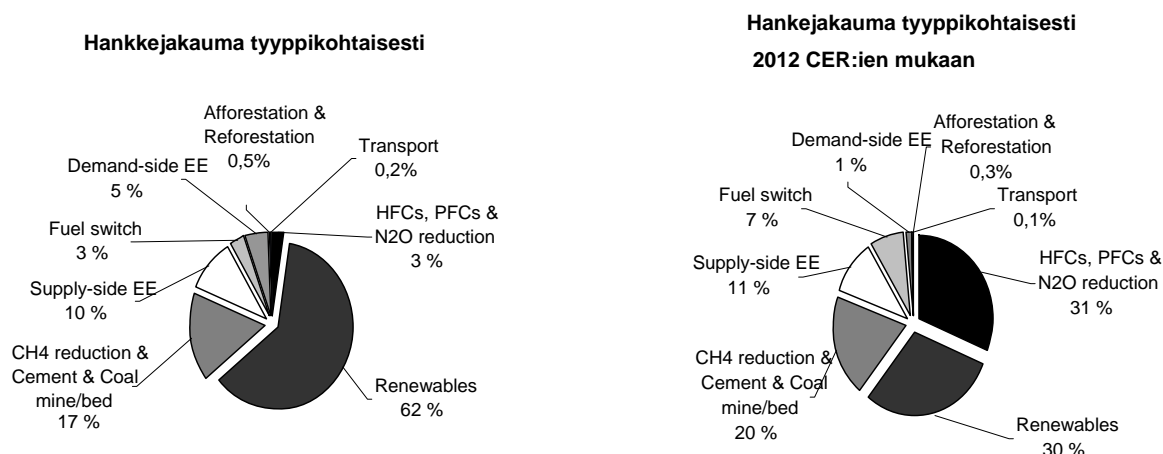 Hankkejakauma tyyppikohtaisesti
Afforestation &
Reforestation
0,5%
Transport
0,2%
Demand-side EE
5 %
HFCs, PFCs &
N2O reduction
3 %
Fuel switch
3 %
Supply-side EE
10 %
CH4 reduction &
Cement & Coal
mine/bed
17 %
Renewables
62 %
Hankejakauma tyyppikohtaisesti
2012 CER:ien mukaan
Afforestation &
Reforestation
0,3%
Demand-side EE
1 %
Transport
0,1%
Fuel switch
7 %
HFCs, PFCs &
N2O reduction
31 %
Supply-side EE
11 %
CH4 reduction &
Cement & Coal
mine/bed
20 %
Renewables
30 %